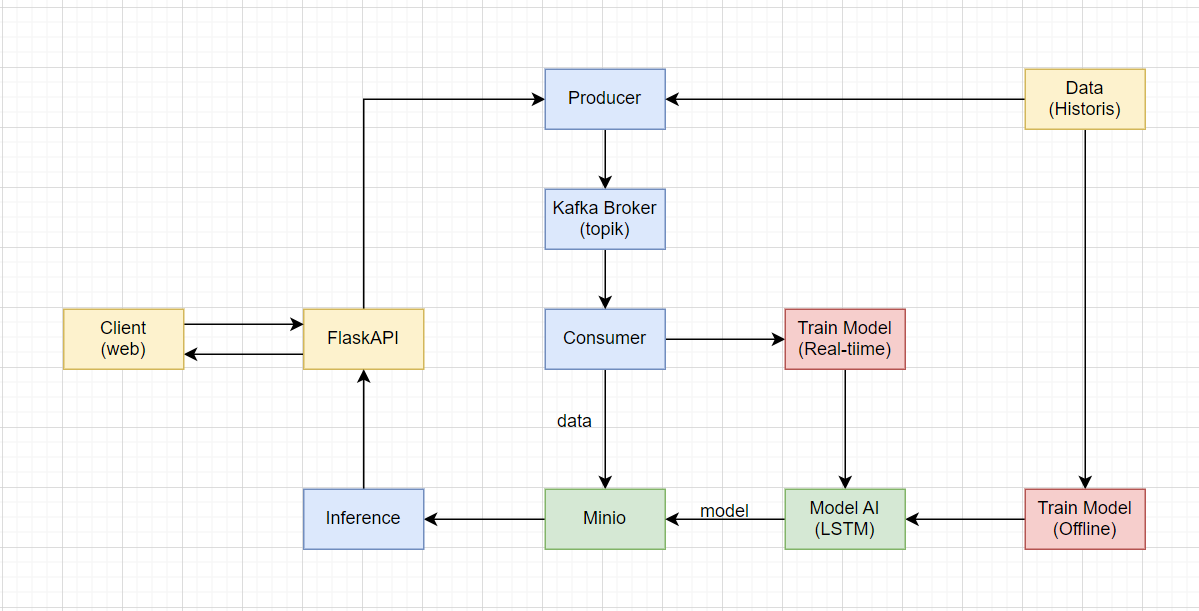 Producer
Data
(Historis)
Kafka Broker
(topik)
Client
(web)
FlaskAPI
Consumer
Train Model
(Real-tiime)
data
Inference
Minio
model
Model AI
(LSTM)
Train Model
(Offline)